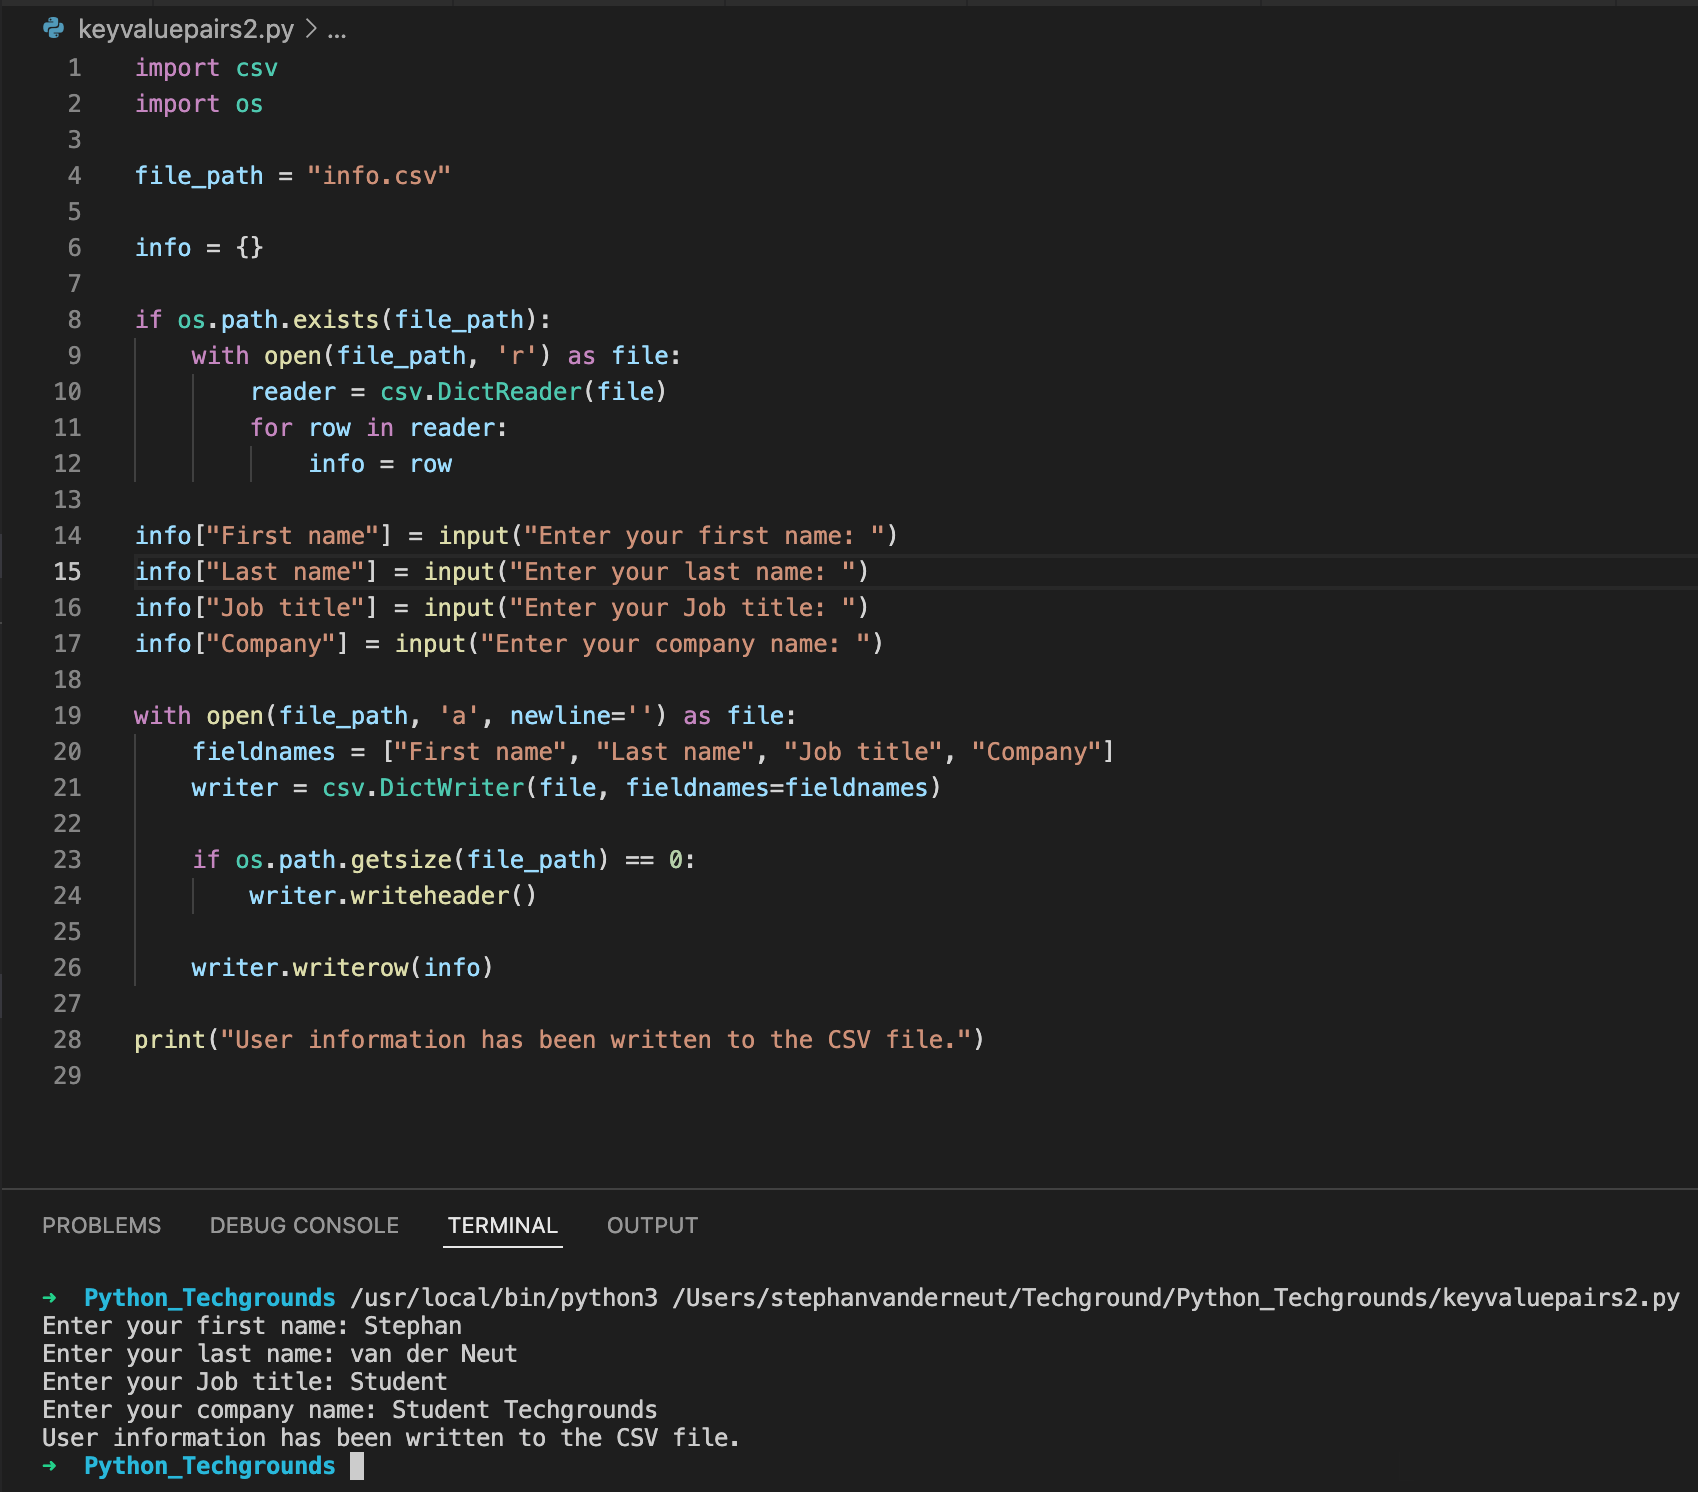 keyvaluepairs2.py > ...
1 import csv
2 import os
3
4 file_path = "info.csv"
5
6 info = {}
7
8 if os.path.exists(file_path):
9     with open(file_path, 'r') as file:
10         reader = csv.DictReader(file)
11         for row in reader:
12             info = row
13
14 info["First name"] = input("Enter your first name: ")
15 info["Last name"] = input("Enter your last name: ")
16 info["Job title"] = input("Enter your Job title: ")
17 info["Company"] = input("Enter your company name: ")
18
19 with open(file_path, 'a', newline='') as file:
20     fieldnames = ["First name", "Last name", "Job title", "Company"]
21     writer = csv.DictWriter(file, fieldnames=fieldnames)
22
23     if os.path.getsize(file_path) == 0:
24         writer.writeheader()
25
26     writer.writerow(info)
27
28 print("User information has been written to the CSV file.")
29
PROBLEMS DEBUG CONSOLE TERMINAL OUTPUT
→ Python_Techgrounds /usr/local/bin/python3 /Users/stephanvanderneut/Techground/Python_Techgrounds/keyvaluepairs2.py
Enter your first name: Stephan
Enter your last name: van der Neut
Enter your Job title: Student
Enter your company name: Student Techgrounds
User information has been written to the CSV file.
→ Python_Techgrounds